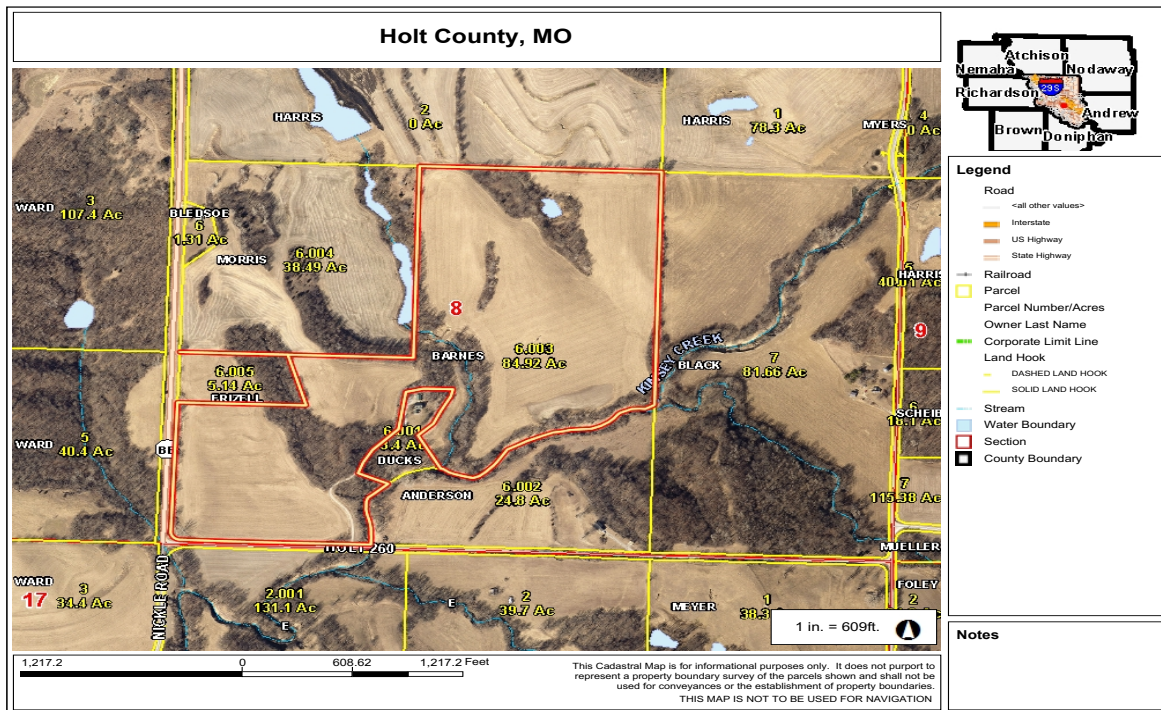 Holt County, MO
Atchison
Nemaha
Nodaway
Richardson
29S
Andrew
Brown
Doniphan
HARRIS
2
0 Ac
HARRIS
1
78.3 Ac
MYERS
4
0 Ac
WARD
3
107.4 Ac
BLEDSOE
6
1.31 Ac
MORRIS
6.004
38.49 Ac
HARRIS
9
8
BARNES
6.003
84.92 Ac
KINSEY CREEK
BLACK
7
81.66 Ac
6.005
5.14 Ac
FRIZELL
WARD
5
40.4 Ac
6.001
DUCKS
ANDERSON
6.002
24.8 Ac
6
18.1 Ac
7
115.38 Ac
HOLT 260
MUELLER
WARD
3
34.4 Ac
17
NICKLE ROAD
2.001
131.1 Ac
E
E
2
39.7 Ac
MEYER
1
FOLEY
2
1 in. = 609ft.
Legend
Road
<all other values>
Interstate
US Highway
State Highway
Railroad
Parcel
Parcel Number/Acres
Owner Last Name
Corporate Limit Line
Land Hook
DASHED LAND HOOK
SOLID LAND HOOK
Stream
Water Boundary
Section
County Boundary
Notes
1,217.2 0 608.62 1,217.2 Feet
This Cadastral Map is for informational purposes only. It does not purport to
represent a property boundary survey of the parcels shown and shall not be
used for conveyances or the establishment of property boundaries.
THIS MAP IS NOT TO BE USED FOR NAVIGATION